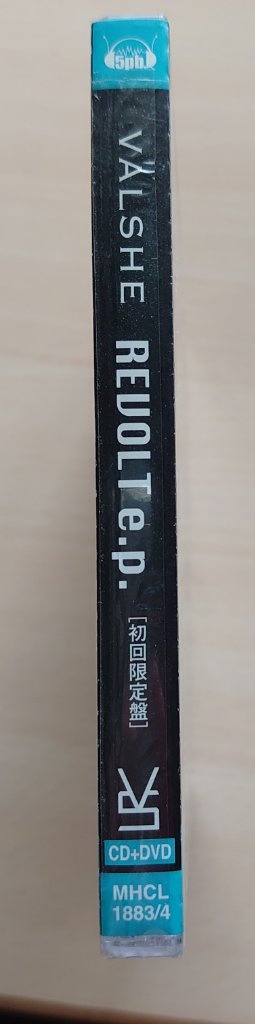 5pb.
VALSHE
REVOLT e.p.
[初回限定盤]
CD+DVD
MHCL
1883/4